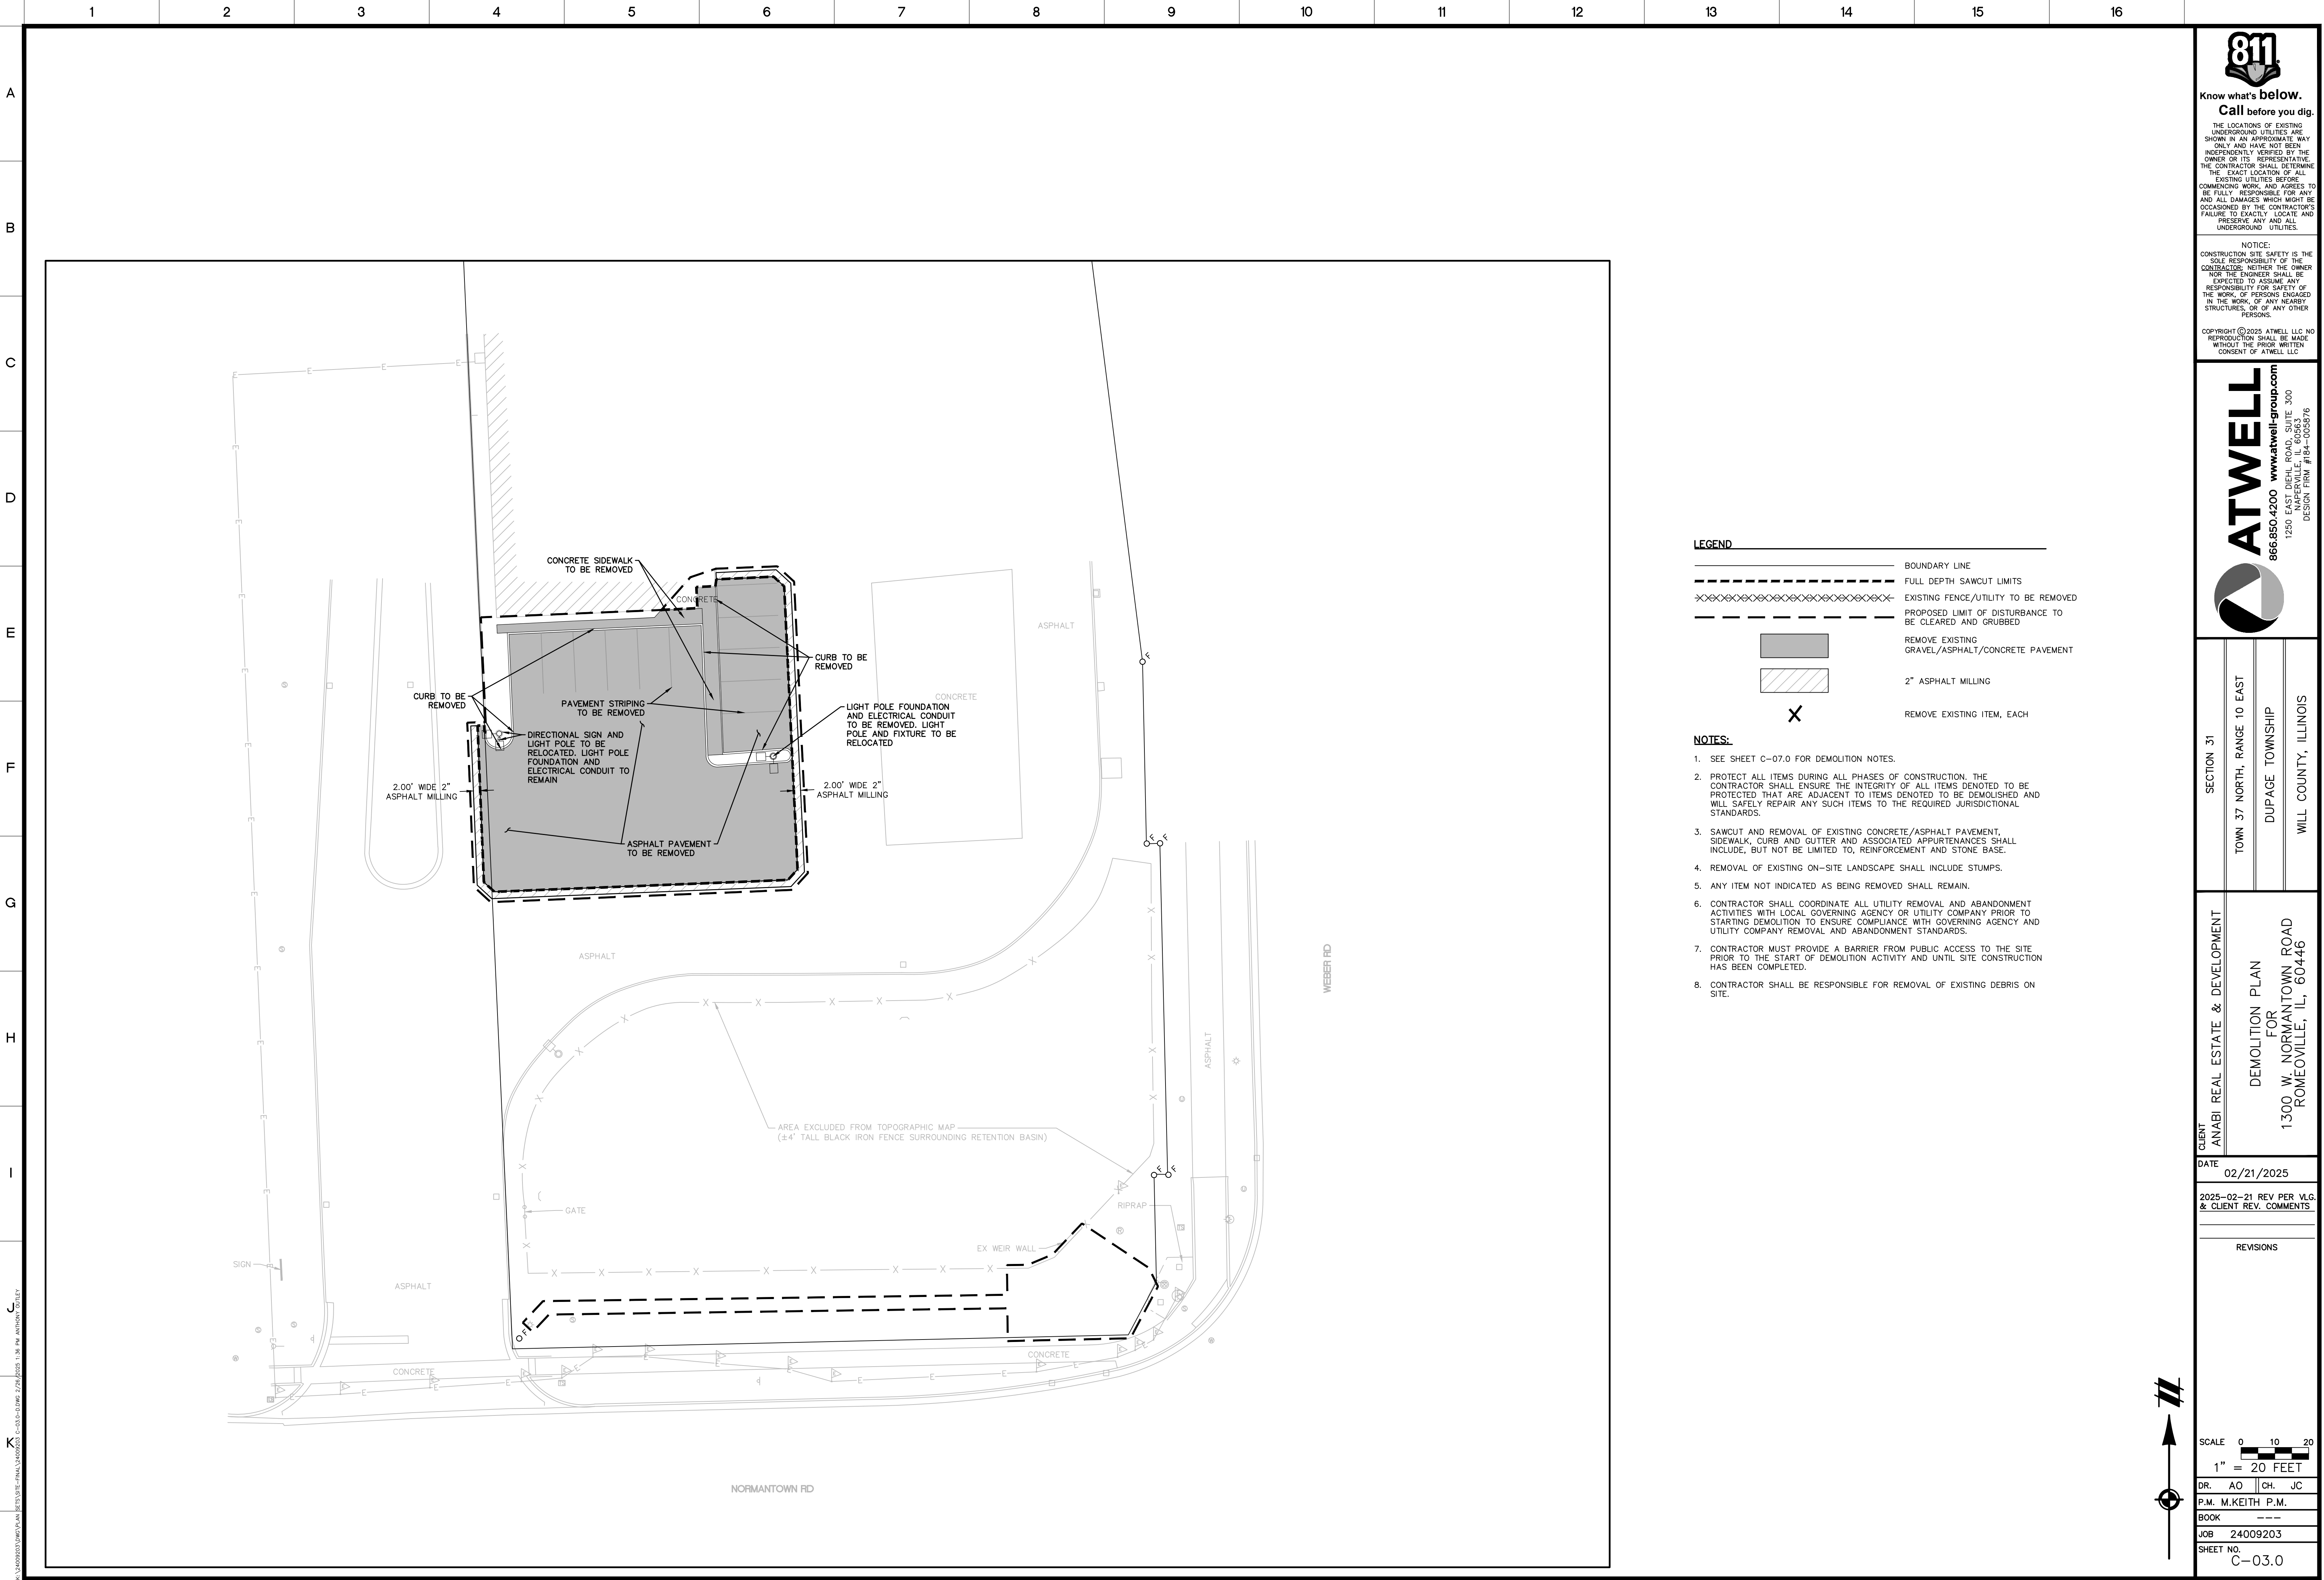 1 2 3 4 5 6 7 8 9 10 11 12 13 14 15 16
A
B
C
D
E
F
G
H
I
J
K
CONCRETE SIDEWALK
TO BE REMOVED
CONCRETE
CURB TO BE
REMOVED
CURB TO BE
REMOVED
PAVEMENT STRIPING
TO BE REMOVED
LIGHT POLE FOUNDATION
AND ELECTRICAL CONDUIT
TO BE REMOVED. LIGHT
POLE AND FIXTURE TO BE
RELOCATED
DIRECTIONAL SIGN AND
LIGHT POLE TO BE
RELOCATED. LIGHT POLE
FOUNDATION AND
ELECTRICAL CONDUIT TO
REMAIN
2.00' WIDE 2"
ASPHALT MILLING
2.00' WIDE 2"
ASPHALT MILLING
ASPHALT PAVEMENT
TO BE REMOVED
ASPHALT
CONCRETE
ASPHALT
WEBER RD
ASPHALT
AREA EXCLUDED FROM TOPOGRAPHIC MAP
(±4' TALL BLACK IRON FENCE SURROUNDING RETENTION BASIN)
GATE
RIPRAP
EX WEIR WALL
SIGN
ASPHALT
CONCRETE
CONCRETE
NORMANTOWN RD
LEGEND
BOUNDARY LINE
FULL DEPTH SAWCUT LIMITS
EXISTING FENCE/UTILITY TO BE REMOVED
PROPOSED LIMIT OF DISTURBANCE TO
BE CLEARED AND GRUBBED
REMOVE EXISTING
GRAVEL/ASPHALT/CONCRETE PAVEMENT
2" ASPHALT MILLING
REMOVE EXISTING ITEM, EACH
NOTES:
1. SEE SHEET C-07.0 FOR DEMOLITION NOTES.
2. PROTECT ALL ITEMS DURING ALL PHASES OF CONSTRUCTION. THE
CONTRACTOR SHALL ENSURE THE INTEGRITY OF ALL ITEMS DENOTED TO BE
PROTECTED THAT ARE ADJACENT TO ITEMS DENOTED TO BE DEMOLISHED AND
WILL SAFELY REPAIR ANY SUCH ITEMS TO THE REQUIRED JURISDICTIONAL
STANDARDS.
3. SAWCUT AND REMOVAL OF EXISTING CONCRETE/ASPHALT PAVEMENT,
SIDEWALK, CURB AND GUTTER AND ASSOCIATED APPURTENANCES SHALL
INCLUDE, BUT NOT BE LIMITED TO, REINFORCEMENT AND STONE BASE.
4. REMOVAL OF EXISTING ON-SITE LANDSCAPE SHALL INCLUDE STUMPS.
5. ANY ITEM NOT INDICATED AS BEING REMOVED SHALL REMAIN.
6. CONTRACTOR SHALL COORDINATE ALL UTILITY REMOVAL AND ABANDONMENT
ACTIVITIES WITH LOCAL GOVERNING AGENCY OR UTILITY COMPANY PRIOR TO
STARTING DEMOLITION TO ENSURE COMPLIANCE WITH GOVERNING AGENCY AND
UTILITY COMPANY REMOVAL AND ABANDONMENT STANDARDS.
7. CONTRACTOR MUST PROVIDE A BARRIER FROM PUBLIC ACCESS TO THE SITE
PRIOR TO THE START OF DEMOLITION ACTIVITY AND UNTIL SITE CONSTRUCTION
HAS BEEN COMPLETED.
8. CONTRACTOR SHALL BE RESPONSIBLE FOR REMOVAL OF EXISTING DEBRIS ON
SITE.
811
Know what's below.
Call before you dig.
THE LOCATIONS OF EXISTING
UNDERGROUND UTILITIES ARE
SHOWN IN AN APPROXIMATE WAY
ONLY AND HAVE NOT BEEN
INDEPENDENTLY VERIFIED BY THE
OWNER OR ITS REPRESENTATIVE.
THE CONTRACTOR SHALL DETERMINE
THE EXACT LOCATION OF ALL
EXISTING UTILITIES BEFORE
COMMENCING WORK, AND AGREES TO
BE FULLY RESPONSIBLE FOR ANY
AND ALL DAMAGES WHICH MIGHT BE
OCCASIONED BY THE CONTRACTOR'S
FAILURE TO EXACTLY LOCATE AND
PRESERVE ANY AND ALL
UNDERGROUND UTILITIES.
NOTICE:
CONSTRUCTION SITE SAFETY IS THE
SOLE RESPONSIBILITY OF THE
CONTRACTOR; NEITHER THE OWNER
NOR THE ENGINEER SHALL BE
EXPECTED TO ASSUME ANY
RESPONSIBILITY FOR SAFETY OF
THE WORK, OF PERSONS ENGAGED
IN THE WORK, OF ANY NEARBY
STRUCTURES, OR OF ANY OTHER
PERSONS.
COPYRIGHT © 2025 ATWELL LLC NO
REPRODUCTION SHALL BE MADE
WITHOUT THE PRIOR WRITTEN
CONSENT OF ATWELL LLC
ATWELL
866.850.4200 www.atwell-group.com
1250 EAST DIEHL ROAD, SUITE 300
NAPERVILLE, IL 60563
DESIGN FIRM #184-005876
SECTION 31
TOWN 37 NORTH, RANGE 10 EAST
DUPAGE TOWNSHIP
WILL COUNTY, ILLINOIS
CLIENT
ANABI REAL ESTATE & DEVELOPMENT
DEMOLITION PLAN
FOR
1300 W. NORMANTOWN ROAD
ROMEOVILLE, IL, 60446
DATE
02/21/2025
2025-02-21 REV PER VLG.
& CLIENT REV. COMMENTS
REVISIONS
SCALE 0 10 20
1" = 20 FEET
DR. AO CH. JC
P.M. M.KEITH P.M.
BOOK ---
JOB 24009203
SHEET NO.
C-03.0
K:\24009203\DWG\PLAN SETS\SITE-FINAL\24009203 C-03.0-D.DWG 2/26/2025 1:36 PM ANTHONY OUTLEY